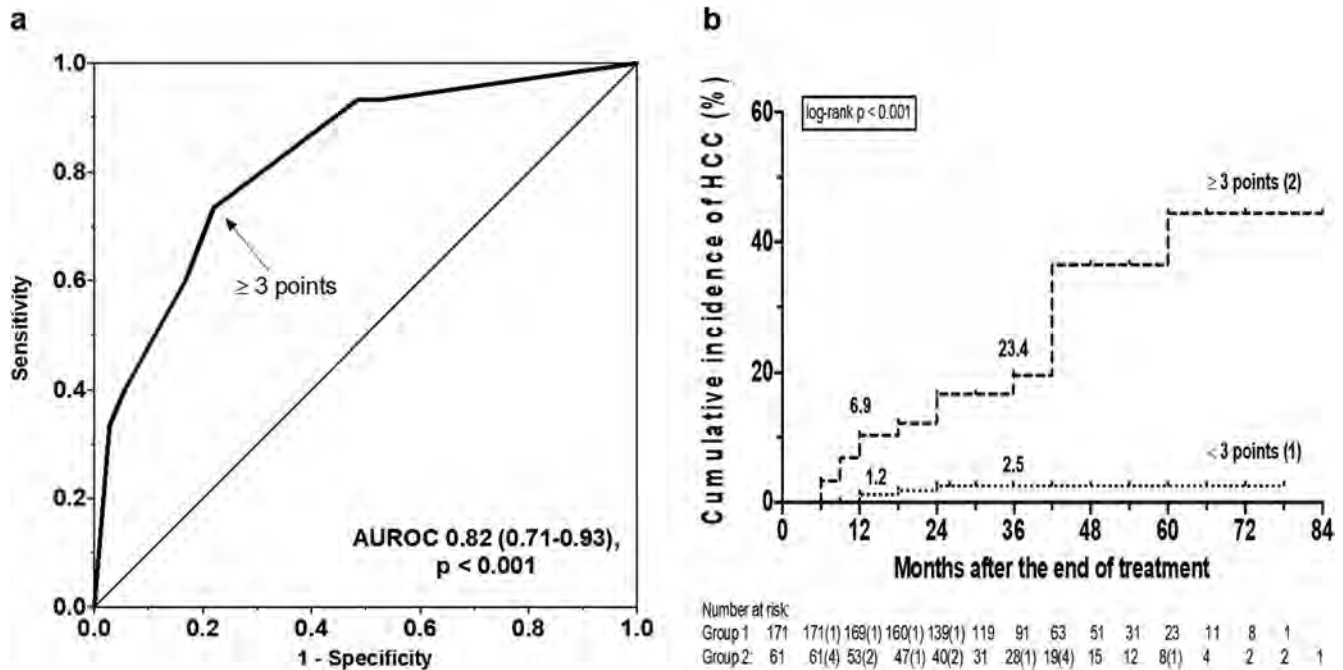 a
1.0
0.8
0.6
0.4
0.2
0.0
Sensitivity
≥ 3 points
AUROC 0.82 (0.71-0.93),
p < 0.001
0.0 0.2 0.4 0.6 0.8 1.0
1 - Specificity
b
Cumulative incidence of HCC (%)
60
40
20
0
log-rank p < 0.001
≥ 3 points (2)
23.4
6.9
< 3 points (1)
2.5
1.2
0 12 24 36 48 60 72 84
Months after the end of treatment
Number at risk:
Group 1 171 171(1) 169(1) 160(1) 139(1) 119 91 63 51 31 23 11 8 1
Group 2: 61 61(4) 53(2) 47(1) 40(2) 31 28(1) 19(4) 15 12 8(1) 4 2 2 1